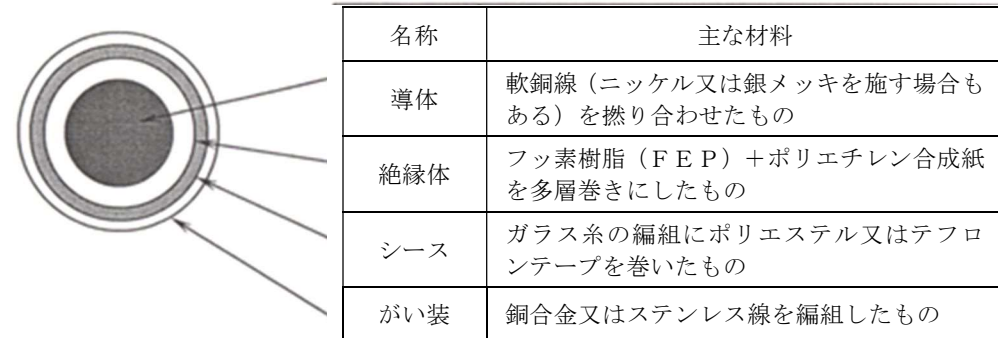 名称 主な材料
導体 軟銅線（ニッケル又は銀メッキを施す場合も
ある）を撚り合わせたもの
絶縁体 フッ素樹脂（ＦＥＰ）＋ポリエチレン合成紙
を多層巻きにしたもの
シース ガラス糸の編組にポリエステル又はテフロ
ンテープを巻いたもの
がい装 銅合金又はステンレス線を編組したもの